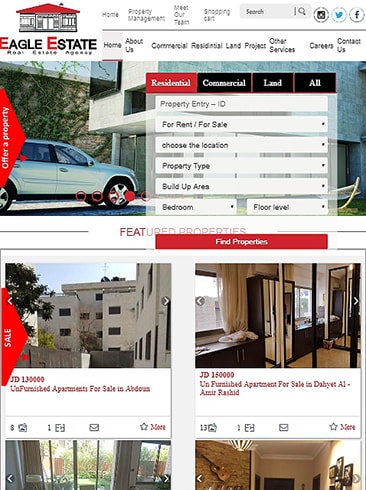 Home Property Management Meet Our Team Shopping cart Search
EAGLE ESTATE
Real Estate Agency
Home About Us Commercial Residential Land Project Other Services Careers Contact Us
Residential Commercial Land All
Property Entry – ID
For Rent / For Sale
choose the location
Property Type
Build Up Area
Bedroom Floor level
Find Properties
Offer a property
FEATURED PROPERTIES
SALE
JD 130000
UnFurnished Apartments For Sale in Abdoun
8 1 More
JD 150000
Un Furnished Apartment For Sale in Dahyet Al -
Amir Rashid
13 1 More